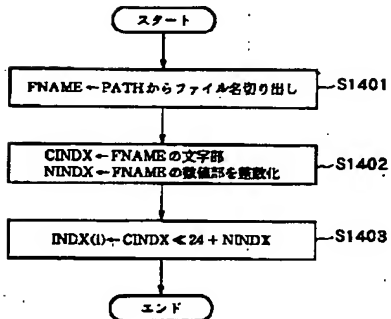 スタート
FNAME←PATHからファイル名切り出し
S1401
CINDX←FNAMEの文字部
NINDX←FNAMEの数値部を整数化
S1402
INDX(i)←CINDX≪24+NINDX
S1403
エンド